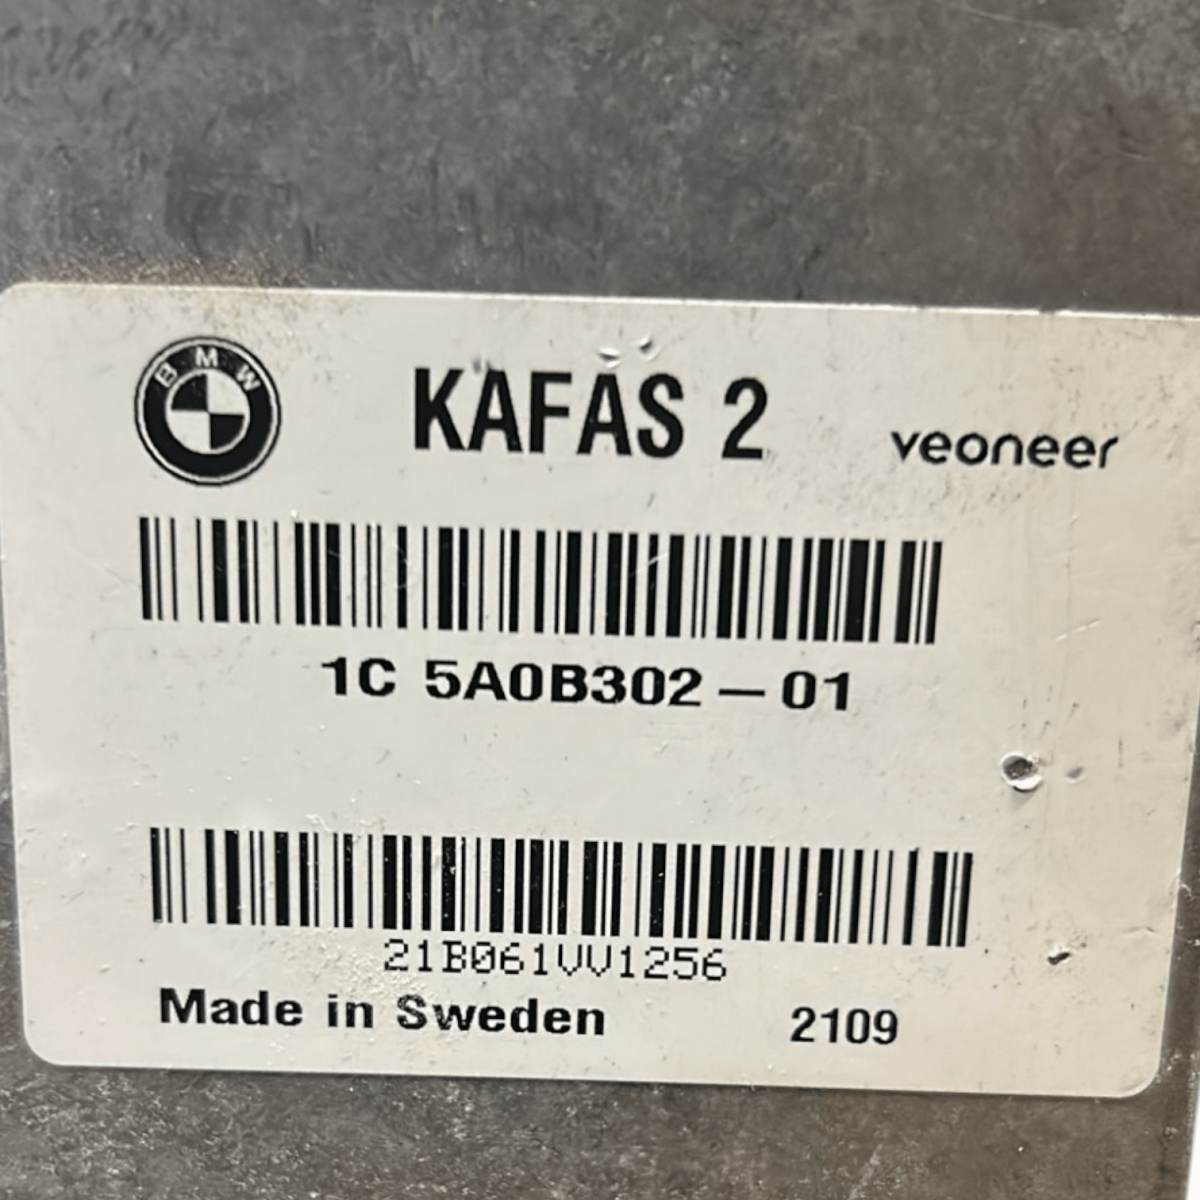 BMW
KAFAS 2
veoneer
1C 5A0B302-01
21B061VV1256
Made in Sweden 2109